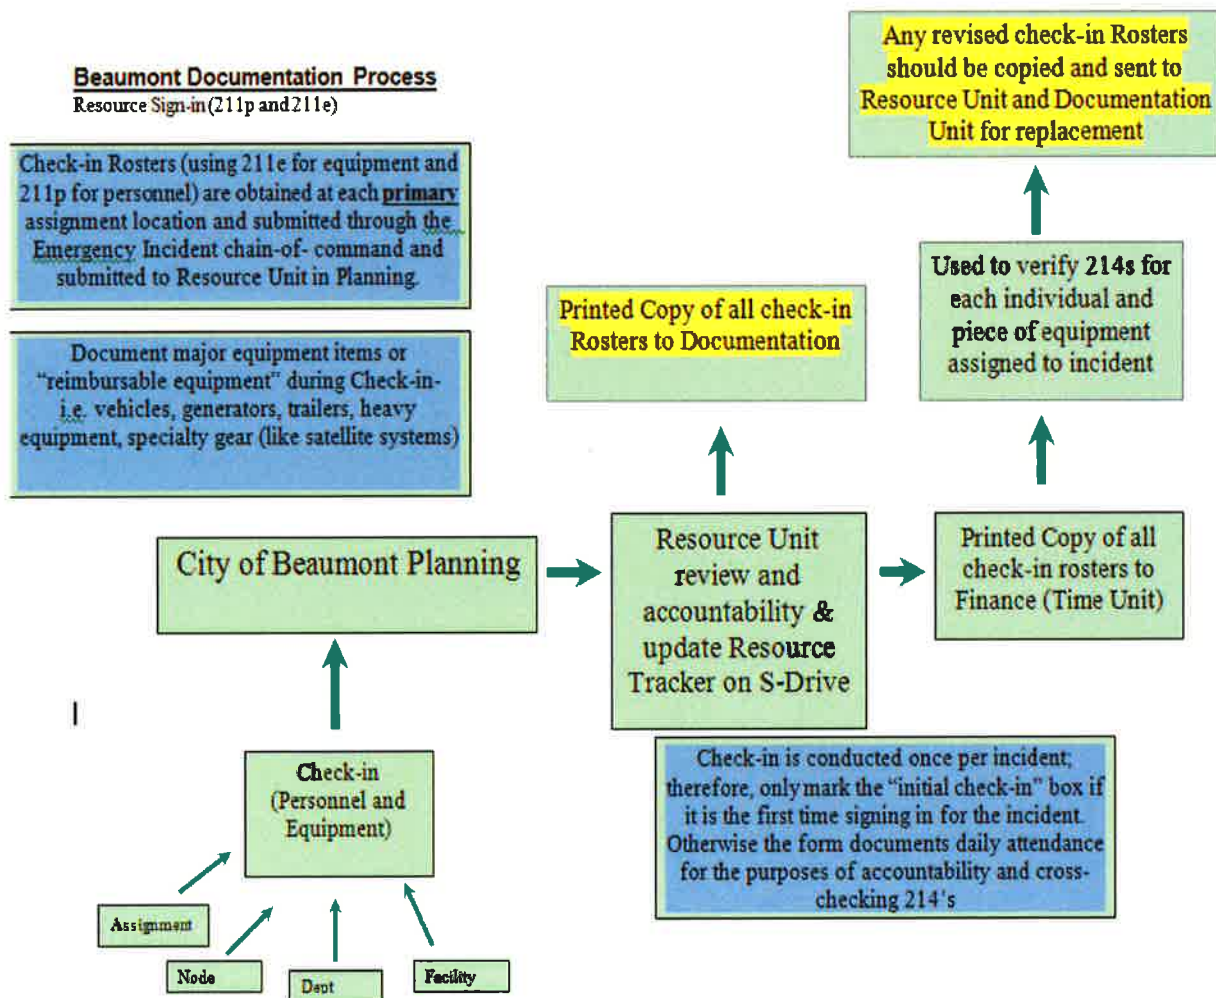 Beaumont Documentation Process
Resource Sign-in (211p and 211e)
Check-in Rosters (using 211e for equipment and
211p for personnel) are obtained at each primary
assignment location and submitted through the
Emergency Incident chain-of- command and
submitted to Resource Unit in Planning.
Document major equipment items or
“reimbursable equipment” during Check-in-
i.e. vehicles, generators, trailers, heavy
equipment, specialty gear (like satellite systems)
Any revised check-in Rosters
should be copied and sent to
Resource Unit and Documentation
Unit for replacement
Used to verify 214s for
each individual and
piece of equipment
assigned to incident
Printed Copy of all check-in
Rosters to Documentation
City of Beaumont Planning
Resource Unit
review and
accountability &
update Resource
Tracker on S-Drive
Printed Copy of all
check-in rosters to
Finance (Time Unit)
Check-in is conducted once per incident;
therefore, only mark the “initial check-in” box if
it is the first time signing in for the incident.
Otherwise the form documents daily attendance
for the purposes of accountability and cross-
checking 214’s
Check-in
(Personnel and
Equipment)
Assignment
Node
Dept
Facility